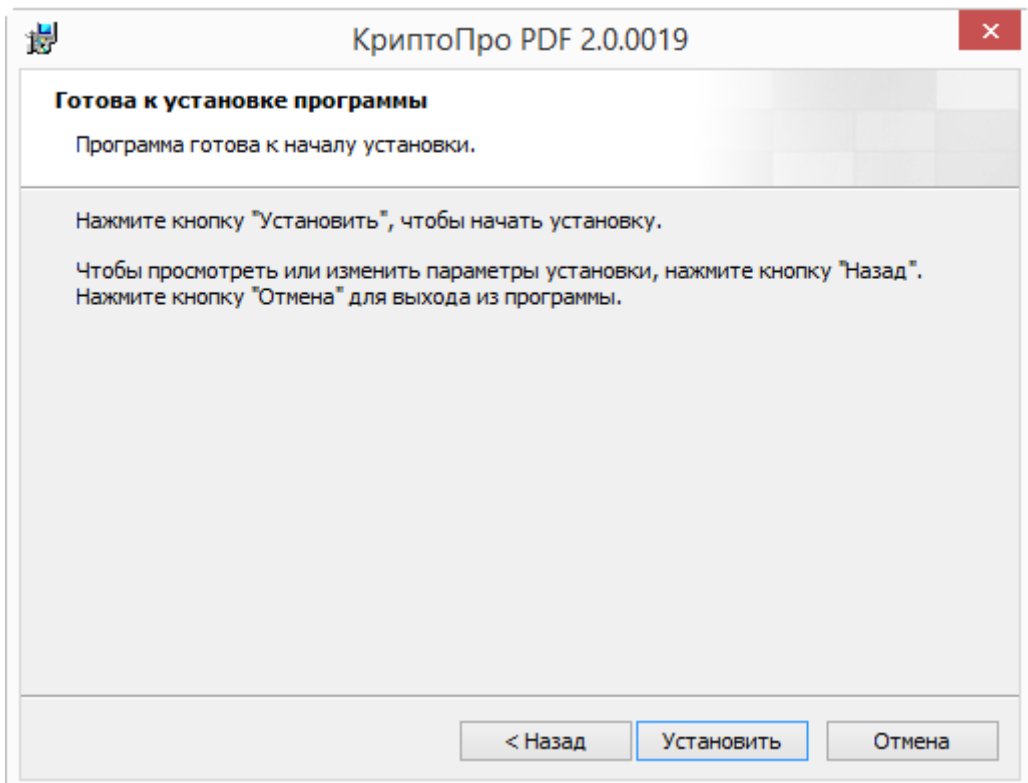 КриптоПро PDF 2.0.0019
Готова к установке программы
Программа готова к началу установки.
Нажмите кнопку "Установить", чтобы начать установку.
Чтобы просмотреть или изменить параметры установки, нажмите кнопку "Назад".
Нажмите кнопку "Отмена" для выхода из программы.
< Назад
Установить
Отмена